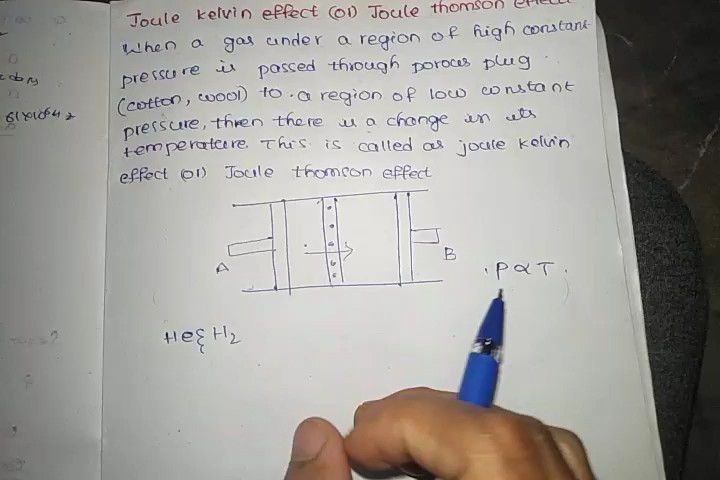 Joule kelvin effect (or) Joule thomson effect
when a gas under a region of high constant
pressure is passed through porous plug
(cotton, wool) to a region of low constant
pressure, then there is a change in its
temperature. This is called as joule kelvin
effect (or) Joule thomson effect
A
B
P∝T
He{H2